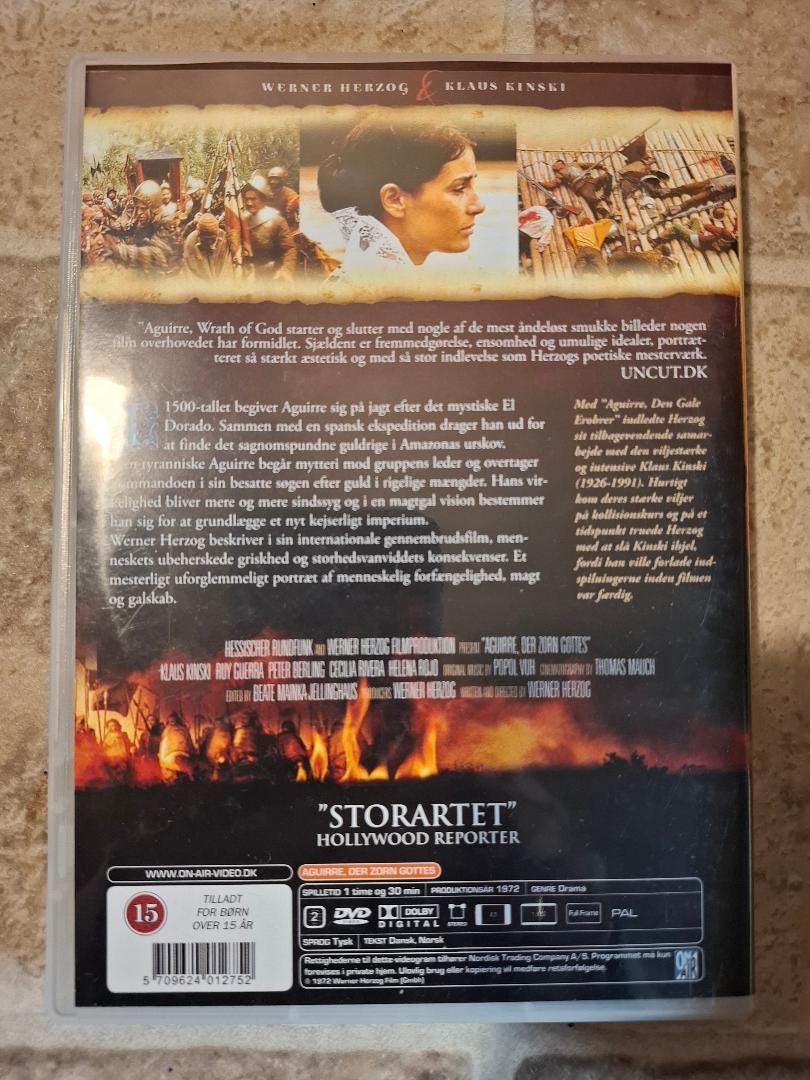 WERNER HERZOG & KLAUS KINSKI
"Aguirre, Wrath of God starter og slutter med nogle af de mest åndeløst smukke billeder nogen
film overhovedet har formidlet. Sjældent er fremmedgørelse, ensomhed og umulige idealer, portræt-
teret så stærkt æstetisk og med så stor indlevelse som Herzogs poetiske mesterværk.
UNCUT.DK
1500-tallet begiver Aguirre sig på jagt efter det mystiske El
Dorado. Sammen med en spansk ekspedition drager han ud for
at finde det sagnomspundne guldrige i Amazonas urskov.
tyranniske Aguirre begår mytteri mod gruppens leder og overtager
kommandoen i sin besatte søgen efter guld i rigelige mængder. Hans vir-
kelighed bliver mere og mere sindssyg og i en magtgal vision bestemmer
han sig for at grundlægge et nyt kejserligt imperium.
Werner Herzog beskriver i sin internationale gennembrudsfilm, men-
neskets ubeherskede griskhed og storhedsvanviddets konsekvenser. Et
mesterligt uforglemmeligt portræt af menneskelig forfængelighed, magt
og galskab.
Med "Aguirre, Den Gale
Erobrer" indledte Herzog
sit tilbagevendende samar-
bejde med den viljestærke
og intensive Klaus Kinski
(1926-1991). Hurtigt
kom deres stærke viljer
på kollisionskurs og på et
tidspunkt truede Herzog
med at slå Kinski ihjel,
fordi han ville forlade ind-
spilningerne inden filmen
var færdig.
HESSISCHER RUNDFUNK AND WERNER HERZOG FILMPRODUKTION PRESENT "AGUIRRE, DER ZORN GOTTES"
KLAUS KINSKI RUY GUERRA PETER BERLING CECILIA RIVERA HELENA ROJO ORIGINAL MUSIC BY POPOL VUH CINEMATOGRAPHY BY THOMAS MAUCH
EDITED BY BEATE MAINKA-JELLINGHAUS PRODUCERS WERNER HERZOG WRITTEN AND DIRECTED BY WERNER HERZOG
"STORARTET"
HOLLYWOOD REPORTER
WWW.ON-AIR-VIDEO.DK
AGUIRRE, DER ZORN GOTTES
15
TILLADT
FOR BØRN
OVER 15 ÅR
5 709624 012752
SPILLETID 1 time og 30 min PRODUKTIONSÅR 1972 GENRE Drama
2 DVD VIDEO DOLBY DIGITAL STEREO 4:3 Full Frame PAL
SPROG Tysk TEKST Dansk, Norsk
Rettighederne til dette videogram tilhører Nordisk Trading Company A/S. Programmet må kun
forevises i private hjem. Ulovlig brug eller kopiering vil medføre retsforfølgelse.
© 1972 Werner Herzog Film (Gmbh)
ON AIR